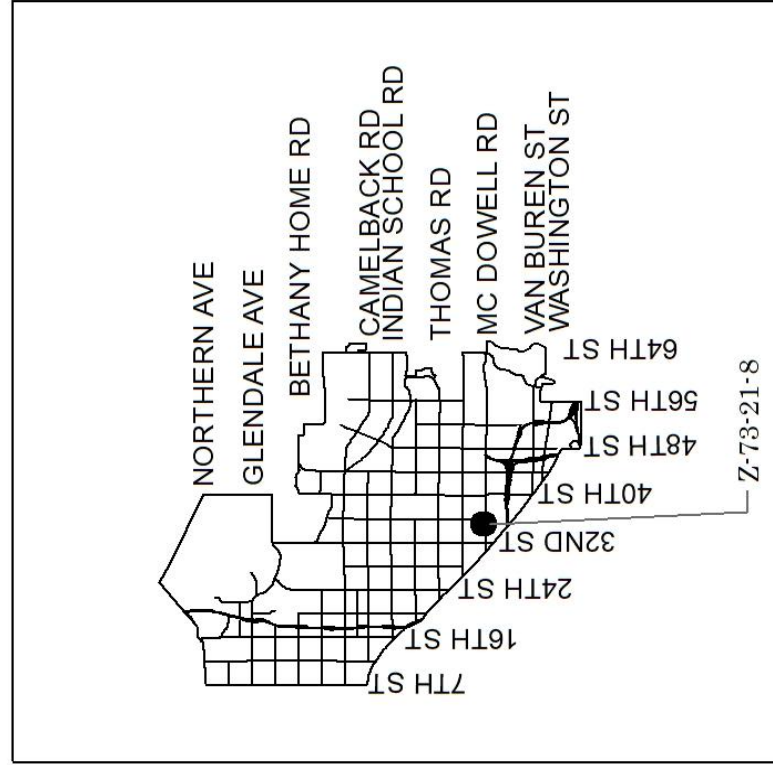 NORTHERN AVE
GLENDALE AVE
BETHANY HOME RD
CAMELBACK RD
INDIAN SCHOOL RD
THOMAS RD
MC DOWELL RD
VAN BUREN ST
WASHINGTON ST
64TH ST
56TH ST
48TH ST
40TH ST
32ND ST
24TH ST
16TH ST
7TH ST
Z-73-21-8